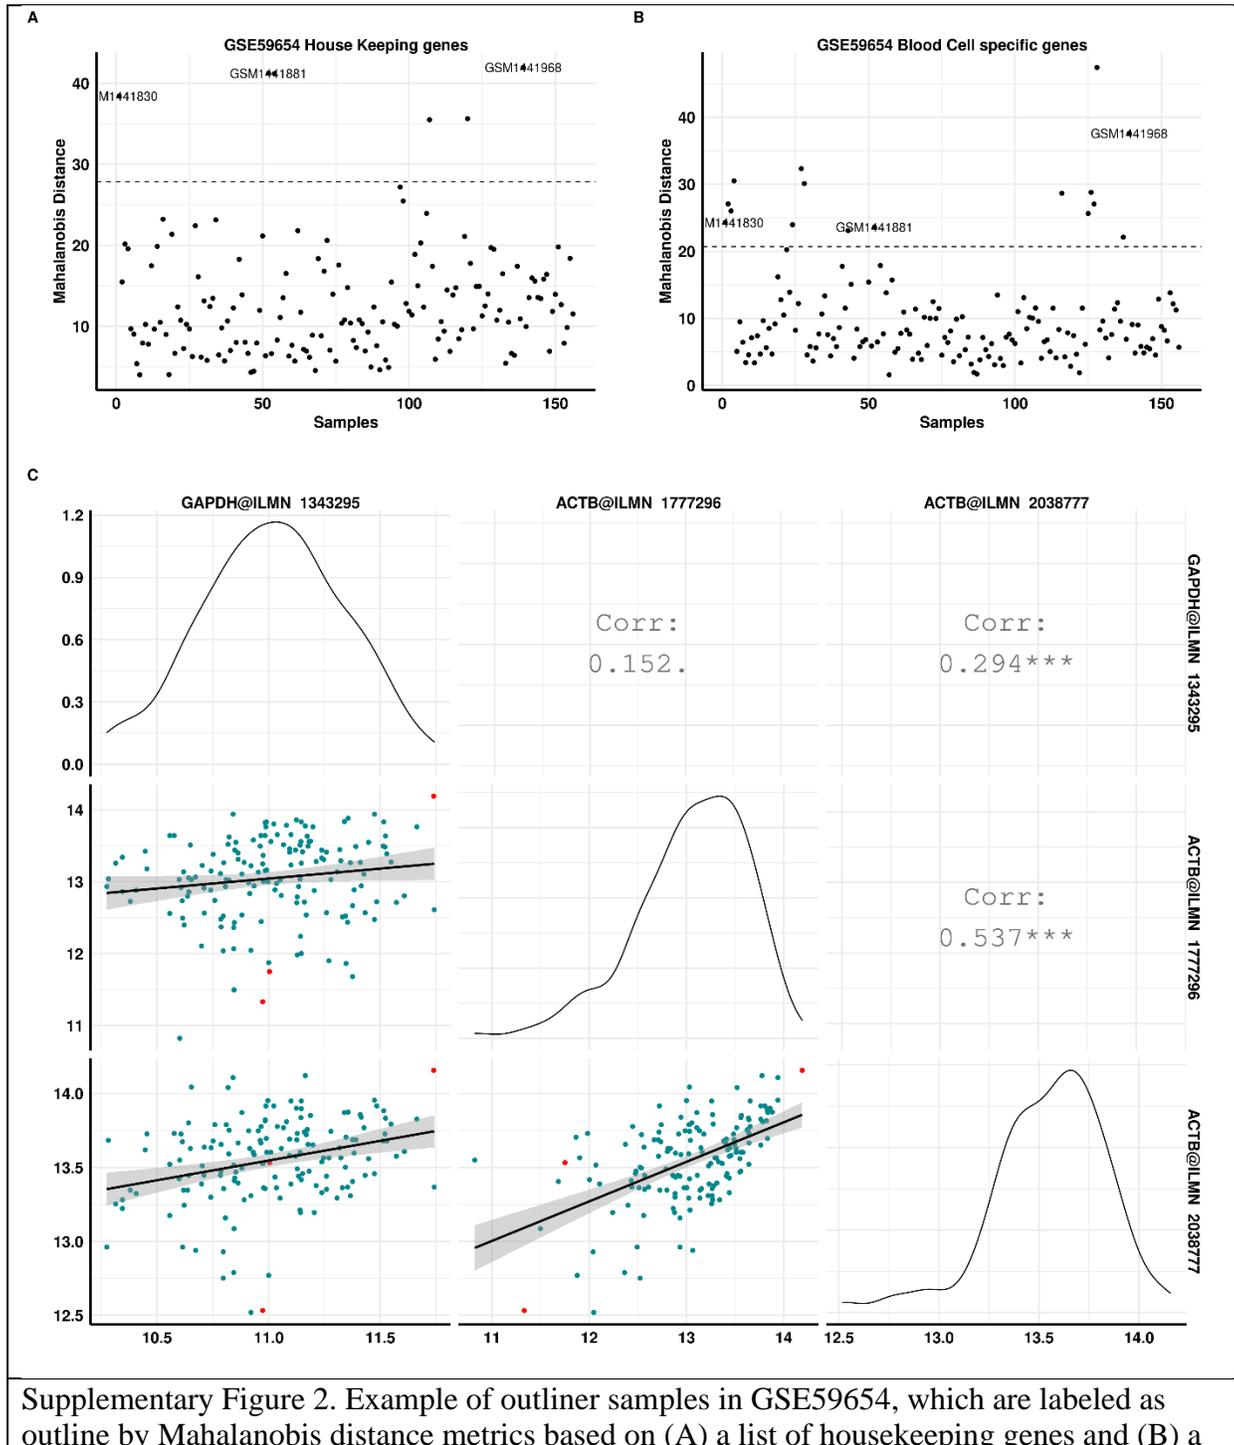 A
B
GSE59654 House Keeping genes
GSE59654 Blood Cell specific genes
Mahalanobis Distance
40
30
20
10
M1441830
GSM1441881
GSM1441968
0 50 100 150
Samples
Mahalanobis Distance
40
30
20
10
0
M1441830
GSM1441881
GSM1441968
0 50 100 150
Samples
C
GAPDH@ILMN 1343295
ACTB@ILMN 1777296
ACTB@ILMN 2038777
1.2
0.9
0.6
0.3
0.0
Corr:
0.152.
Corr:
0.294***
GAPDH@ILMN 1343295
14
13
12
11
Corr:
0.537***
ACTB@ILMN 1777296
14.0
13.5
13.0
12.5
ACTB@ILMN 2038777
10.5 11.0 11.5
11 12 13 14
12.5 13.0 13.5 14.0
Supplementary Figure 2. Example of outliner samples in GSE59654, which are labeled as
outline by Mahalanobis distance metrics based on (A) a list of housekeeping genes and (B) a